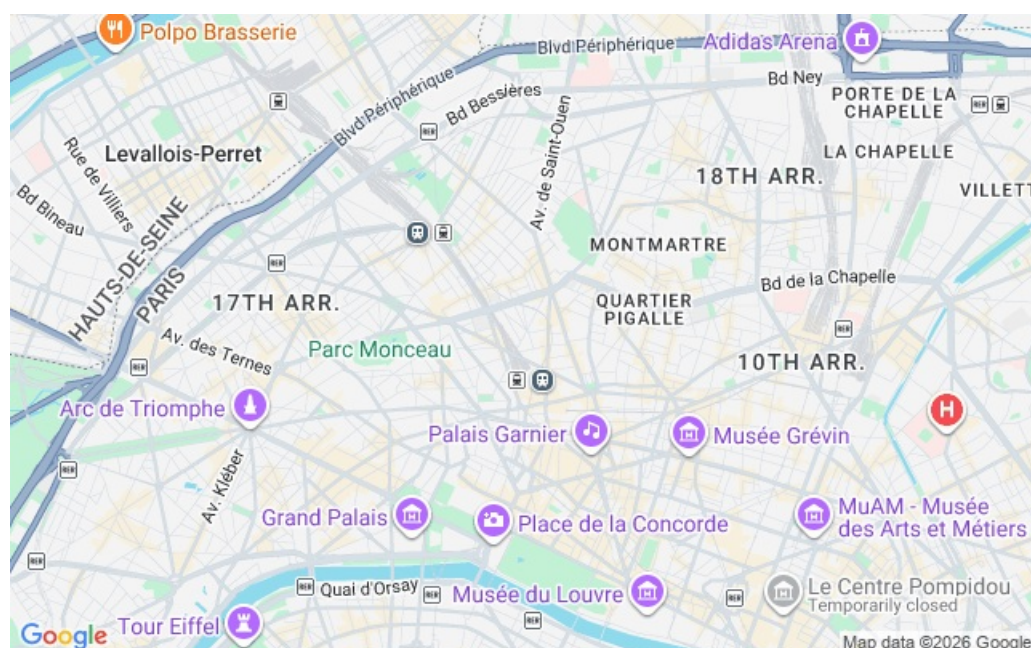 Polpo Brasserie
Blvd Périphérique
Adidas Arena
Bd Ney
PORTE DE LA
CHAPELLE
Bd Bessières
Blvd Périphérique
Av. de Saint-Ouen
Levallois-Perret
Rue de Villiers
Bd Bineau
LA CHAPELLE
18TH ARR.
VILLETT
HAUTS-DE-SEINE
PARIS
MONTMARTRE
Bd de la Chapelle
17TH ARR.
QUARTIER
PIGALLE
Av. des Ternes
Parc Monceau
10TH ARR.
Arc de Triomphe
H
Palais Garnier
Musée Grévin
Av. Kléber
Grand Palais
Place de la Concorde
MuAM - Musée
des Arts et Métiers
RER
Quai d'Orsay
RER
Musée du Louvre
Le Centre Pompidou
Temporarily closed
Tour Eiffel
Google
Map data ©2026 Google